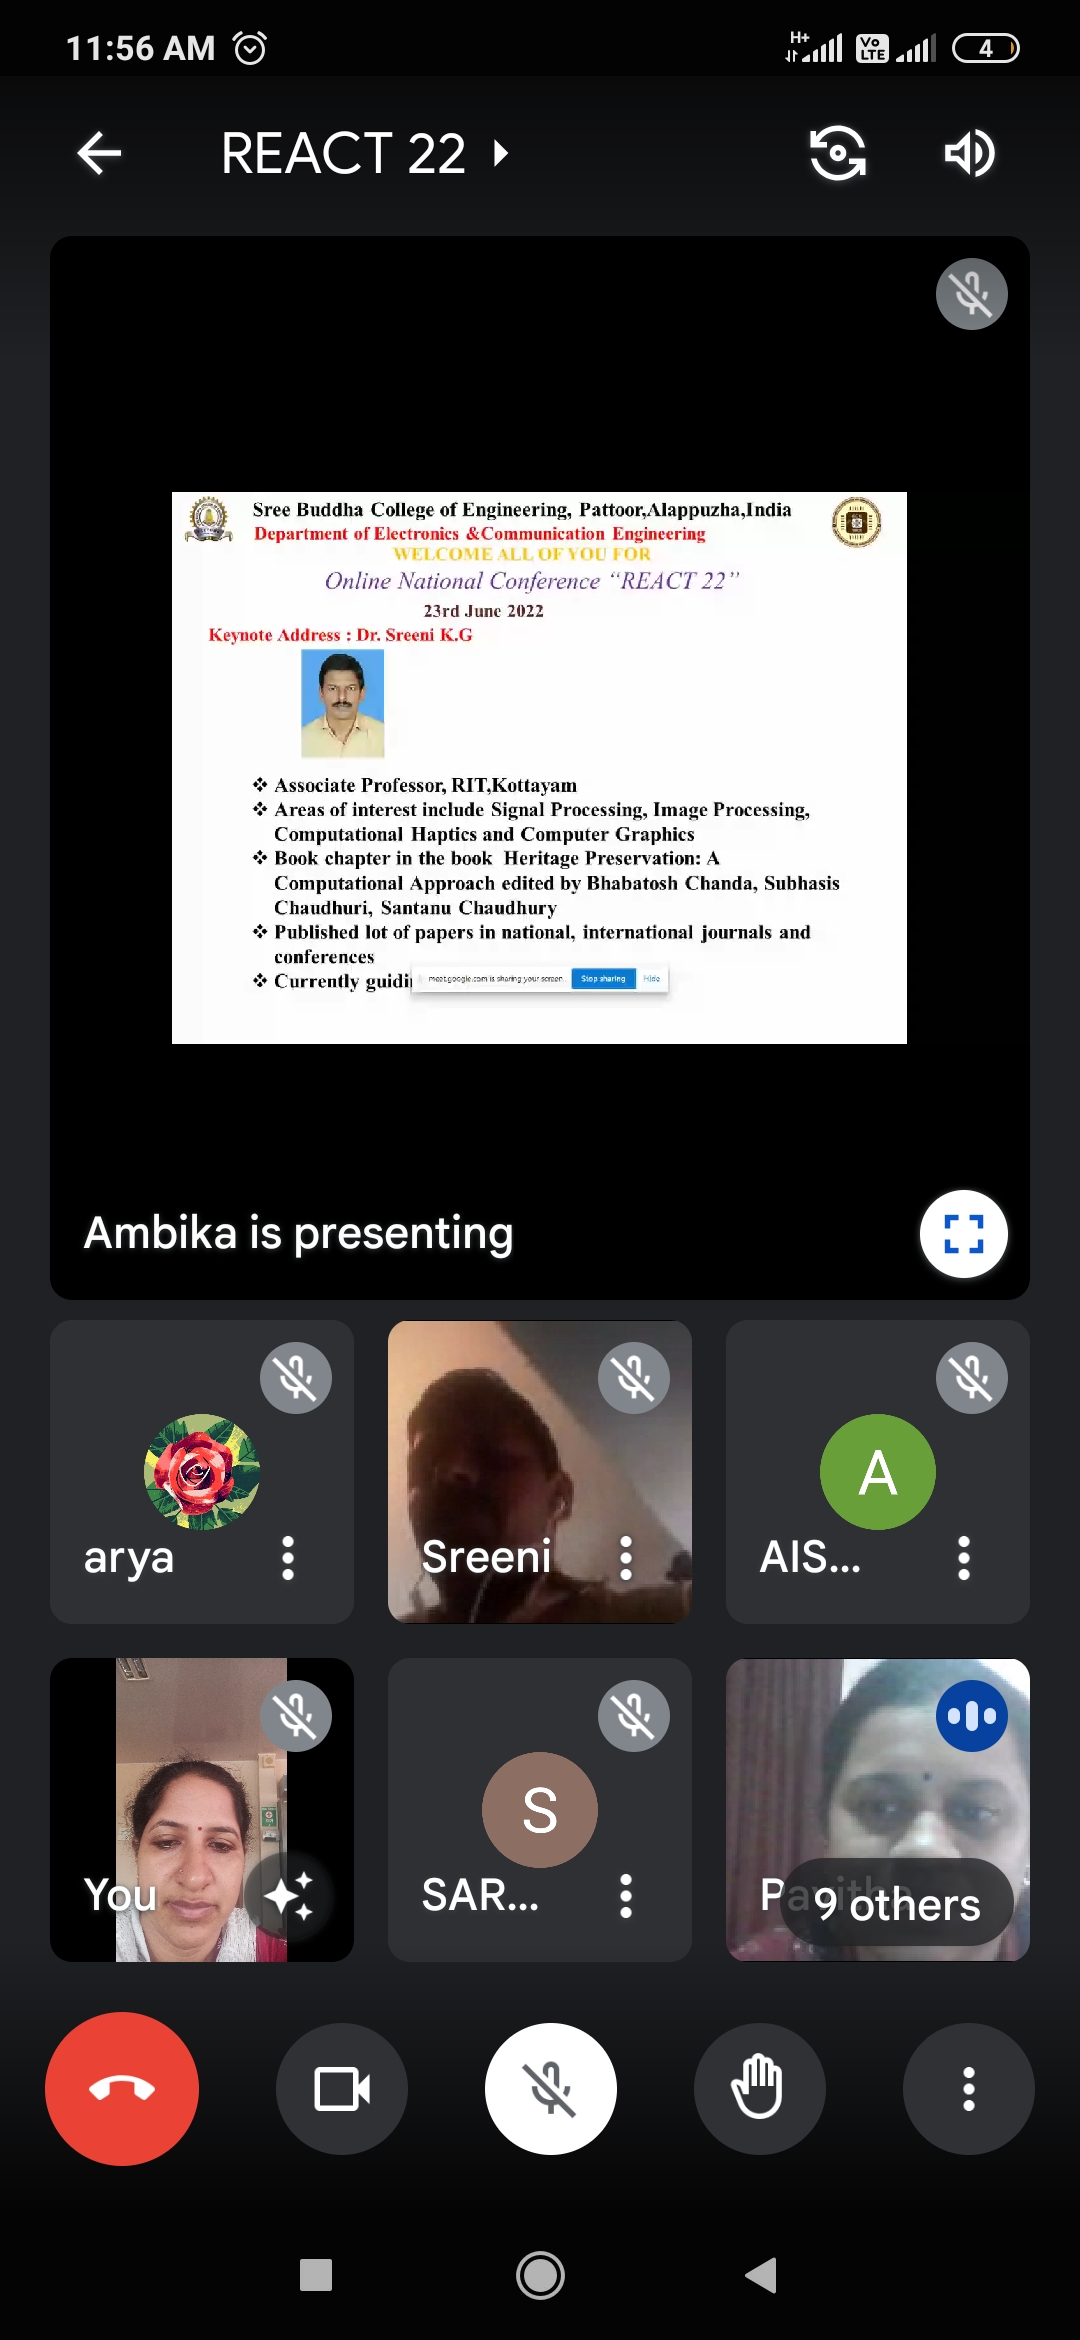 11:56 AM
H+
Vo
LTE
4
REACT 22
Sree Buddha College of Engineering, Pattoor,Alappuzha,India
Department of Electronics &Communication Engineering
WELCOME ALL OF YOU FOR
Online National Conference “REACT 22”
23rd June 2022
Keynote Address : Dr. Sreeni K.G
❖ Associate Professor, RIT,Kottayam
❖ Areas of interest include Signal Processing, Image Processing,
Computational Haptics and Computer Graphics
❖ Book chapter in the book Heritage Preservation: A
Computational Approach edited by Bhabatosh Chanda, Subhasis
Chaudhuri, Santanu Chaudhury
❖ Published lot of papers in national, international journals and
conferences
❖ Currently
meet.google.com is sharing your screen. Stop sharing Hide
Ambika is presenting
arya
Sreeni
A
AIS...
You
S
SAR...
9 others